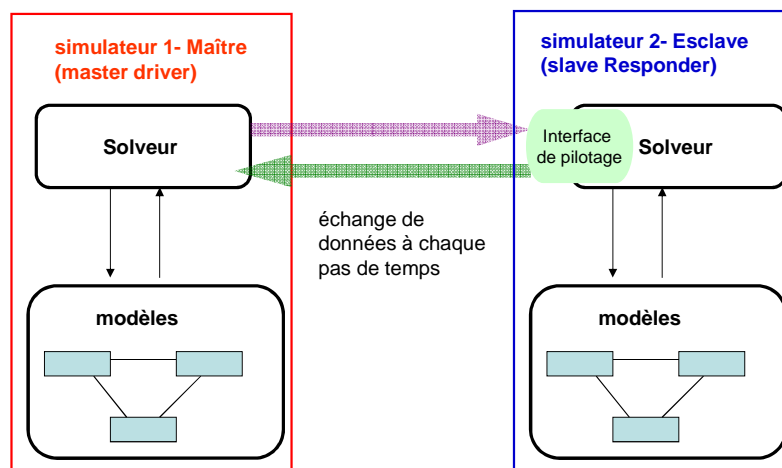 simulateur 1- Maître
(master driver)
Solveur
modèles
échange de
données à chaque
pas de temps
simulateur 2- Esclave
(slave Responder)
Interface
de pilotage
Solveur
modèles